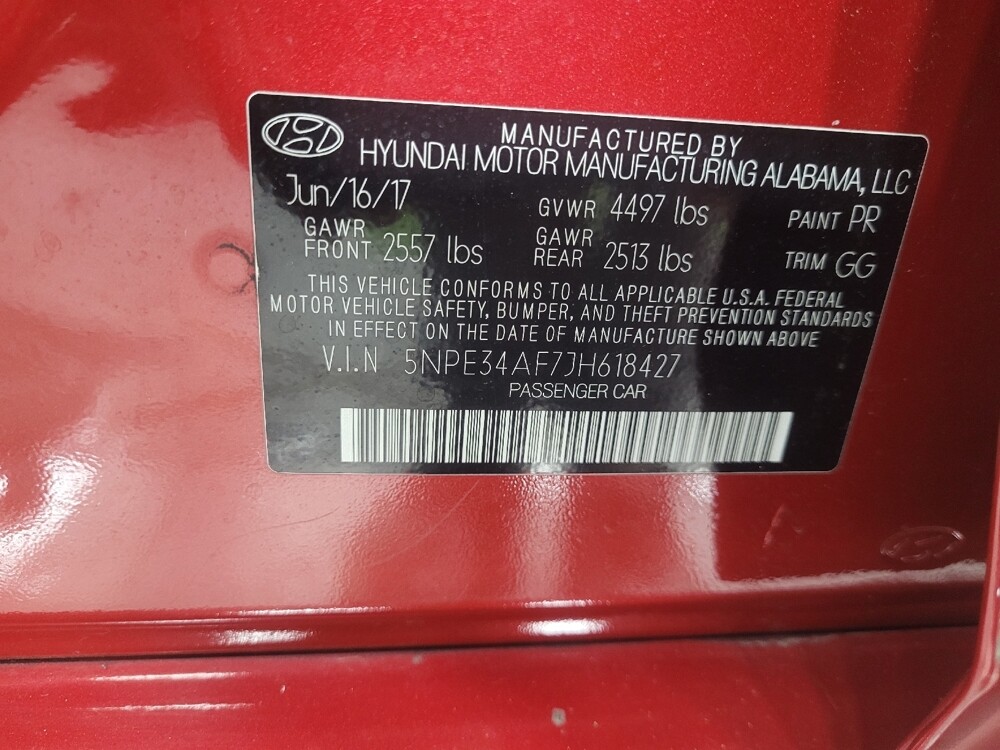 MANUFACTURED BY
HYUNDAI MOTOR MANUFACTURING ALABAMA, LLC
Jun/16/17 GVWR 4497 lbs PAINT PR
GAWR FRONT 2557 lbs GAWR REAR 2513 lbs TRIM GG
THIS VEHICLE CONFORMS TO ALL APPLICABLE U.S.A. FEDERAL
MOTOR VEHICLE SAFETY, BUMPER, AND THEFT PREVENTION STANDARDS
IN EFFECT ON THE DATE OF MANUFACTURE SHOWN ABOVE
V.I.N 5NPE34AF7JH618427
PASSENGER CAR